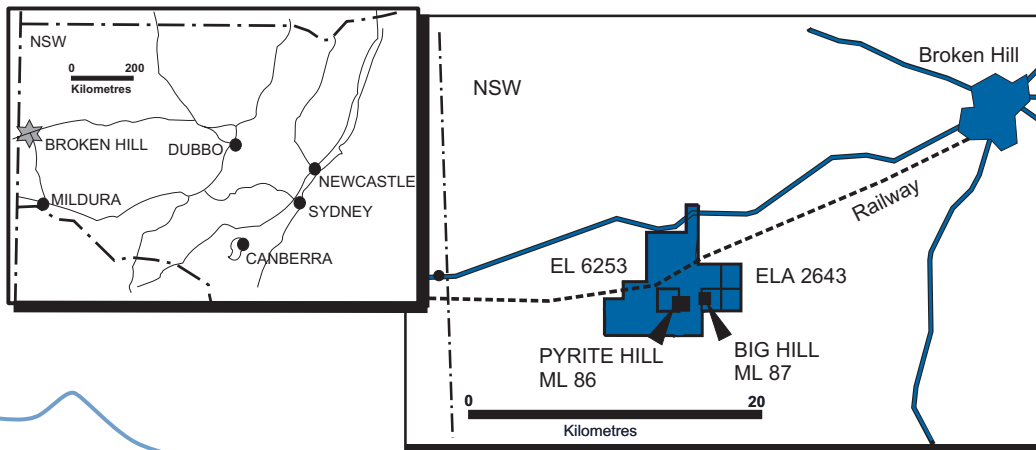 NSW
0 200
Kilometres
BROKEN HILL
DUBBO
NEWCASTLE
MILDURA
SYDNEY
CANBERRA
Broken Hill
NSW
Railway
EL 6253
ELA 2643
PYRITE HILL
ML 86
BIG HILL
ML 87
0 20
Kilometres